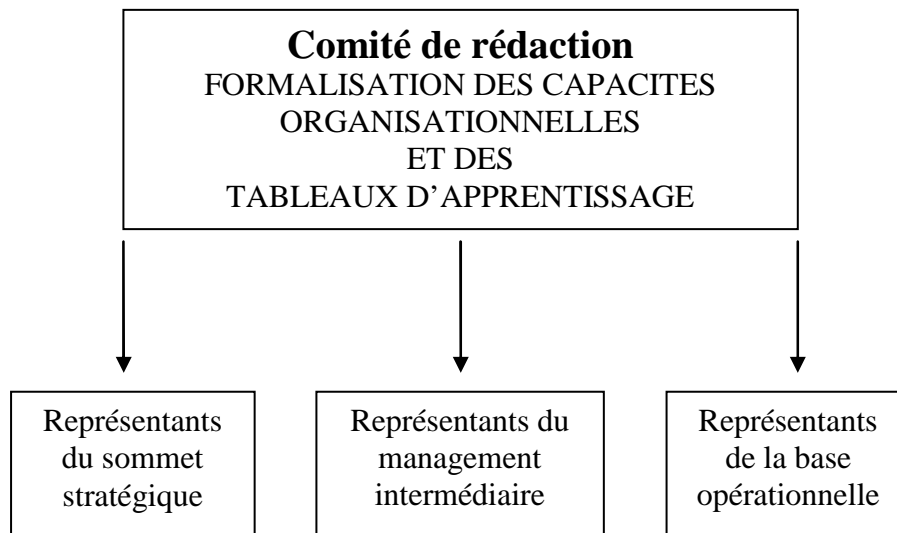 Comité de rédaction
FORMALISATION DES CAPACITES
ORGANISATIONNELLES
ET DES
TABLEAUX D'APPRENTISSAGE
Représentants
du sommet
stratégique
Représentants du
management
intermédiaire
Représentants
de la base
opérationnelle